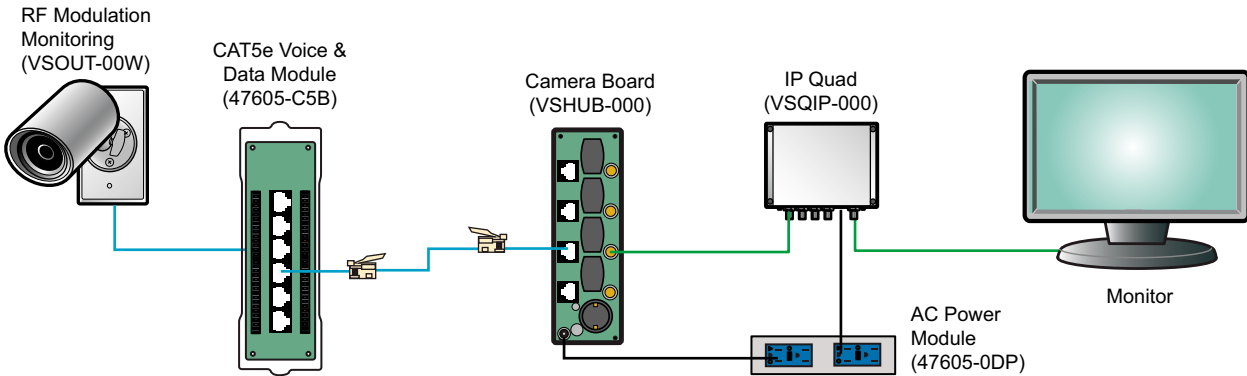 RF Modulation
Monitoring
(VSOUT-00W)
CAT5e Voice &
Data Module
(47605-C5B)
Camera Board
(VSHUB-000)
IP Quad
(VSQIP-000)
Monitor
AC Power
Module
(47605-0DP)